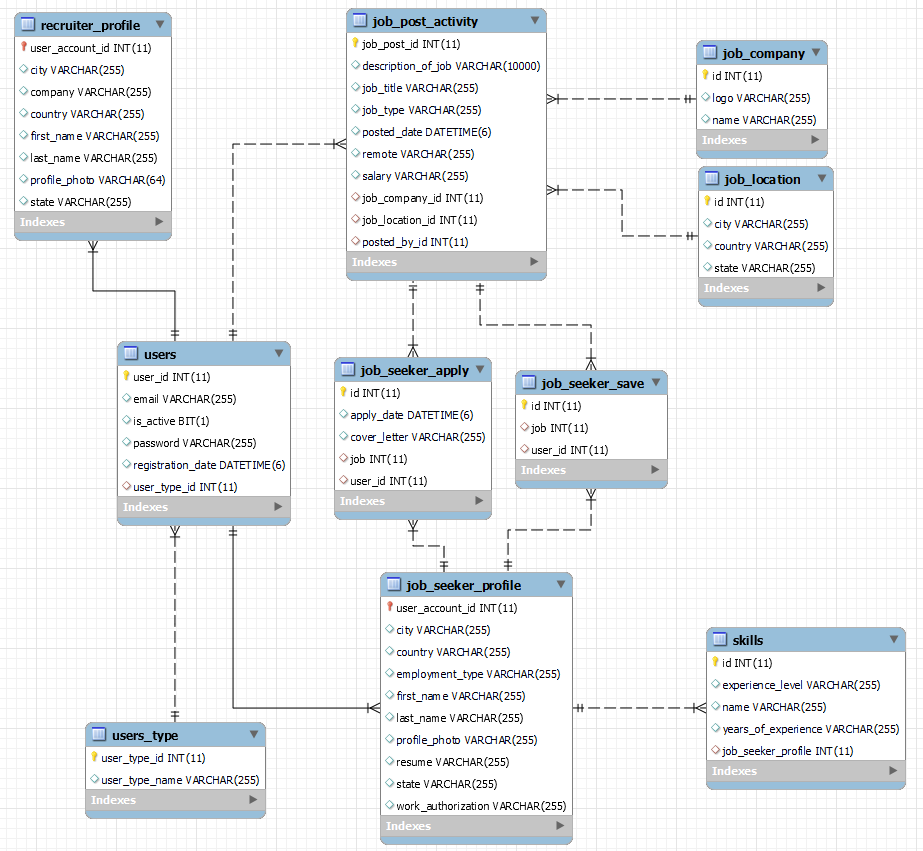 recruiter_profile
user_account_id INT(11)
city VARCHAR(255)
company VARCHAR(255)
country VARCHAR(255)
first_name VARCHAR(255)
last_name VARCHAR(255)
profile_photo VARCHAR(64)
state VARCHAR(255)
Indexes
job_post_activity
job_post_id INT(11)
description_of_job VARCHAR(10000)
job_title VARCHAR(255)
job_type VARCHAR(255)
posted_date DATETIME(6)
remote VARCHAR(255)
salary VARCHAR(255)
job_company_id INT(11)
job_location_id INT(11)
posted_by_id INT(11)
Indexes
job_company
id INT(11)
logo VARCHAR(255)
name VARCHAR(255)
Indexes
job_location
id INT(11)
city VARCHAR(255)
country VARCHAR(255)
state VARCHAR(255)
Indexes
users
user_id INT(11)
email VARCHAR(255)
is_active BIT(1)
password VARCHAR(255)
registration_date DATETIME(6)
user_type_id INT(11)
Indexes
job_seeker_apply
id INT(11)
apply_date DATETIME(6)
cover_letter VARCHAR(255)
job INT(11)
user_id INT(11)
Indexes
job_seeker_save
id INT(11)
job INT(11)
user_id INT(11)
Indexes
users_type
user_type_id INT(11)
user_type_name VARCHAR(255)
Indexes
job_seeker_profile
user_account_id INT(11)
city VARCHAR(255)
country VARCHAR(255)
employment_type VARCHAR(255)
first_name VARCHAR(255)
last_name VARCHAR(255)
profile_photo VARCHAR(255)
resume VARCHAR(255)
state VARCHAR(255)
work_authorization VARCHAR(255)
Indexes
skills
id INT(11)
experience_level VARCHAR(255)
name VARCHAR(255)
years_of_experience VARCHAR(255)
job_seeker_profile INT(11)
Indexes